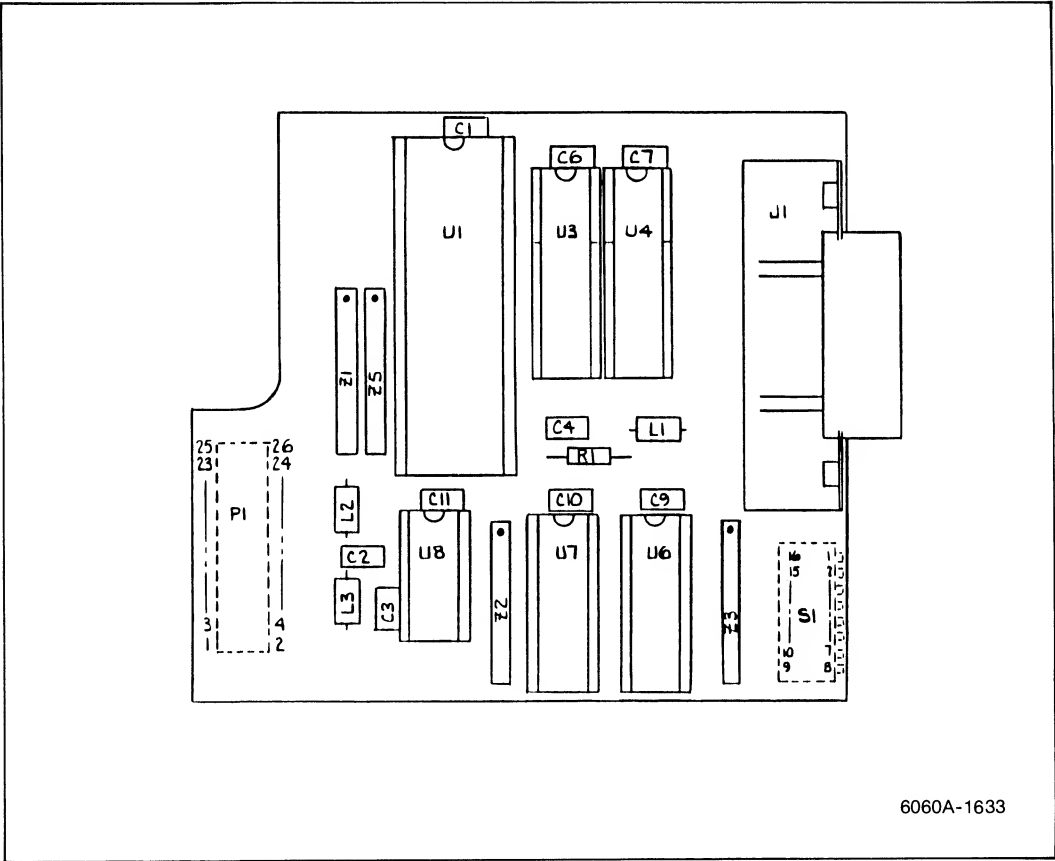 C1
C6 C7
U1 U3 U4 J1
Z1 Z5
C4 L1
R1
25 26
23 24
P1
L2 C11 C10 C9
U8 U7 U6
C2
L3 C3 Z2 Z3
16 1
15 2
S1
3 4
1 2
10 7
9 8
6060A-1633